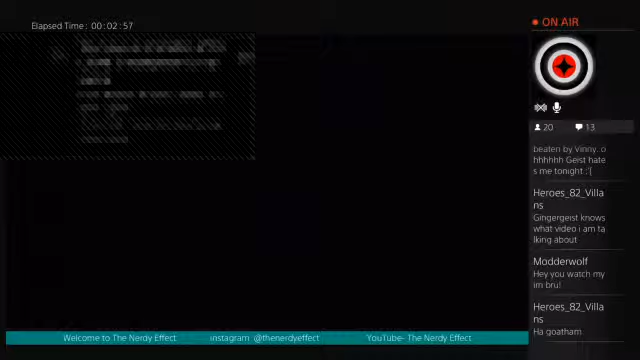 Elapsed Time : 00:02:57
ON AIR
20 13
beaten by Vinny. o
hhhhhh Geist hate
s me tonight :'[
Heroes_82_Villa
ns
Gingergeist knows
what video i am ta
lking about
Modderwolf
Hey you watch my
im bru!
Heroes_82_Villa
ns
Ha goatham
Welcome to The Nerdy Effect instagram @thenerdyeffect YouTube- The Nerdy Effect